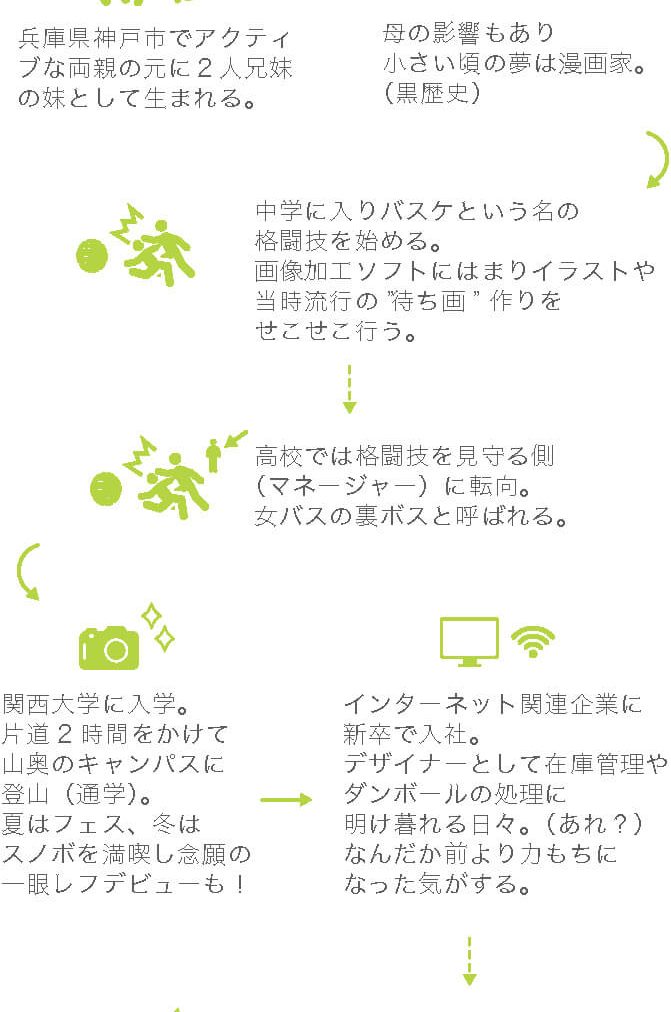 兵庫県神戸市でアクティ
ブな両親の元に2人兄妹
の妹として生まれる。
母の影響もあり
小さい頃の夢は漫画家。
（黒歴史）
中学に入りバスケという名の
格闘技を始める。
画像加工ソフトにはまりイラストや
当時流行の”待ち画”作りを
せこせこ行う。
高校では格闘技を見守る側
（マネージャー）に転向。
女バスの裏ボスと呼ばれる。
関西大学に入学。
片道2時間をかけて
山奥のキャンパスに
登山（通学）。
夏はフェス、冬は
スノボを満喫し念願の
一眼レフデビューも！
インターネット関連企業に
新卒で入社。
デザイナーとして在庫管理や
ダンボールの処理に
明け暮れる日々。（あれ？）
なんだか前より力もちに
なった気がする。